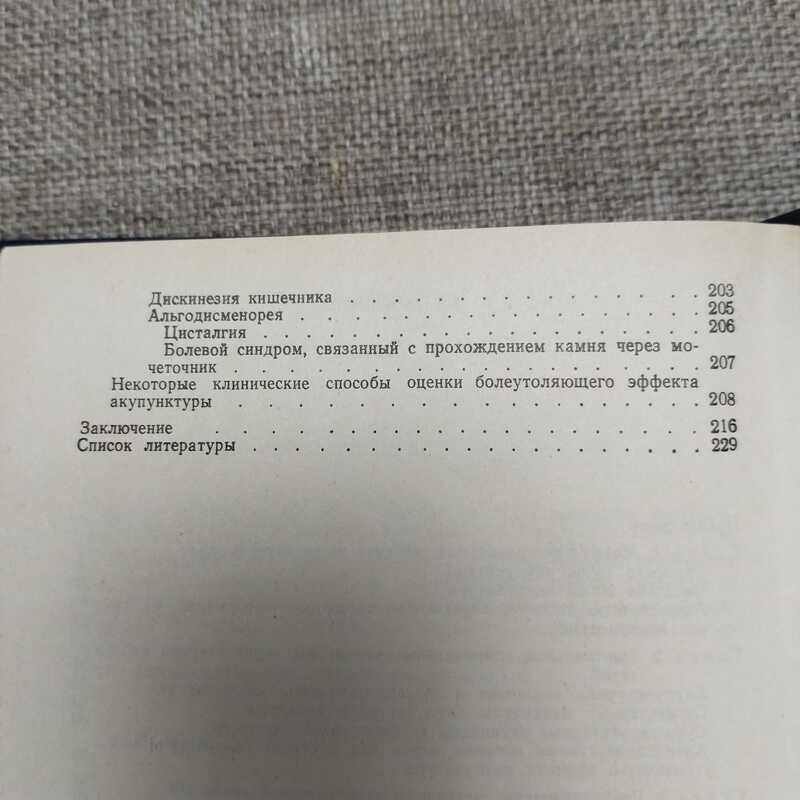 Дискинезия кишечника . . . . . . . . . . . . . . . . 203
Альгодисменорея . . . . . . . . . . . . . . . . . 205
Цисталгия . . . . . . . . . . . . . . . . . . . 206
Болевой синдром, связанный с прохождением камня через мо-
четочник . . . . . . . . . . . . . . . . . . . . 207
Некоторые клинические способы оценки болеутоляющего эффекта
акупунктуры . . . . . . . . . . . . . . . . . . . 208
Заключение . . . . . . . . . . . . . . . . . . . 216
Список литературы . . . . . . . . . . . . . . . . . . 229